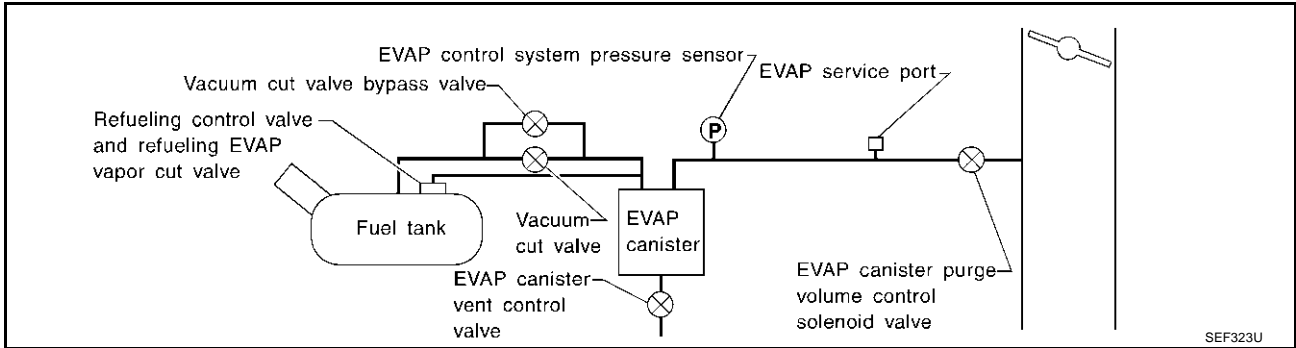 EVAP control system pressure sensor
EVAP service port
Vacuum cut valve bypass valve
Refueling control valve
and refueling EVAP
vapor cut valve
P
Fuel tank
Vacuum
cut valve
EVAP
canister
EVAP canister
vent control
valve
EVAP canister purge
volume control
solenoid valve
SEF323U